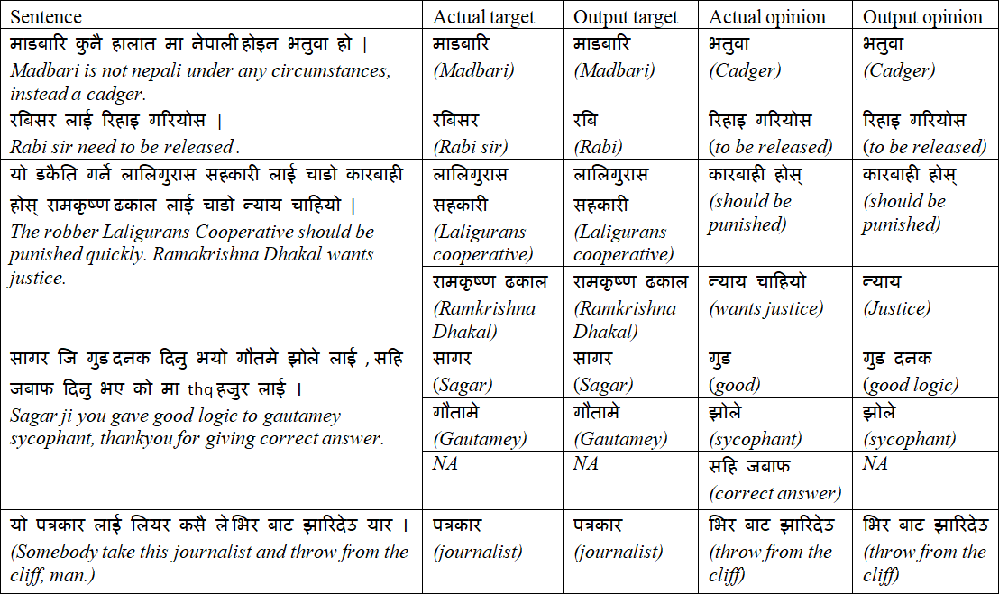 Sentence Actual target Output target Actual opinion Output opinion
माडबारि कुनै हालात मा नेपाली होइन भतुवा हो | माडबारि माडबारि भतुवा भतुवा
Madbari is not nepali under any circumstances, (Madbari) (Madbari) (Cadger) (Cadger)
instead a cadger.
रबिसर लाई रिहाइ गरियोस | रबिसर रबि रिहाइ गरियोस रिहाइ गरियोस
Rabi sir need to be released . (Rabi sir) (Rabi) (to be released) (to be released)
यो डकैति गर्ने लालिगुरास सहकारी लाई चाडो कारबाही लालिगुरास लालिगुरास कारबाही होस् कारबाही होस्
होस् रामकृष्ण ढकाल लाई चाडो न्याय चाहियो | सहकारी सहकारी (should be (should be
The robber Laligurans Cooperative should be (Laligurans (Laligurans punished) punished)
punished quickly. Ramakrishna Dhakal wants cooperative) cooperative)
justice. रामकृष्ण ढकाल रामकृष्ण ढकाल न्याय चाहियो न्याय
(Ramkrishna (Ramkrishna (wants justice) (Justice)
Dhakal) Dhakal)
सागर जि गुड दनक दिनु भयो गौतमे झोले लाई , सहि सागर सागर गुड गुड दनक
जबाफ दिनु भए को मा thq हजुर लाई । (Sagar) (Sagar) (good) (good logic)
Sagar ji you gave good logic to gautamey गौतामे गौतामे झोले झोले
sycophant, thankyou for giving correct answer. (Gautamey) (Gautamey) (sycophant) (sycophant)
NA NA सहि जबाफ NA
(correct answer)
यो पत्रकार लाई लियर कसै ले भिर बाट झारिदेउ यार । पत्रकार पत्रकार भिर बाट झारिदेउ भिर बाट झारिदेउ
(Somebody take this journalist and throw from the (journalist) (journalist) (throw from the (throw from the
cliff, man.) cliff) cliff)